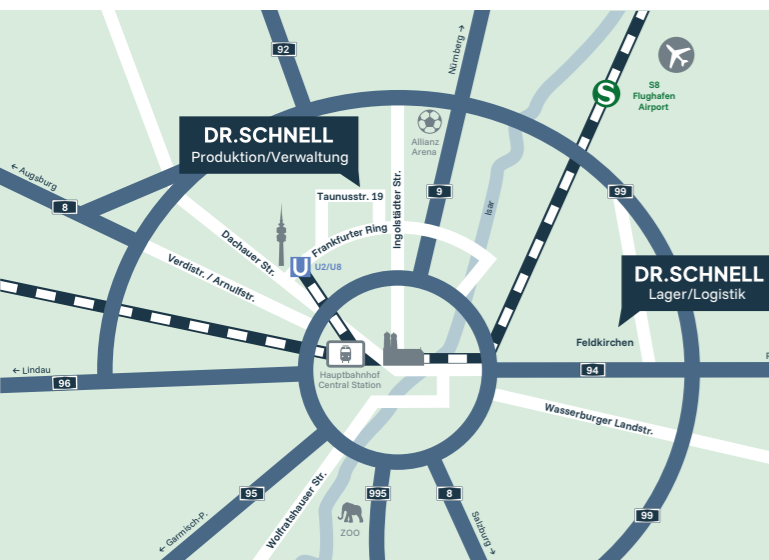 92
Nürnberg →
S8
Flughafen
Airport
S
DR.SCHNELL
Produktion/Verwaltung
Allianz
Arena
← Augsburg
8
9
99
Taunusstr. 19
Ingolstädter Str.
Isar
Dachauer Str.
Frankfurter Ring
U
U2/U8
Verdistr. / Arnulfstr.
DR.SCHNELL
Lager/Logistik
Feldkirchen
← Lindau
96
Hauptbahnhof
Central Station
94
Wasserburger Landstr.
95
995
8
99
Wolfratshauser Str.
← Garmisch-P.
ZOO
Salzburg →